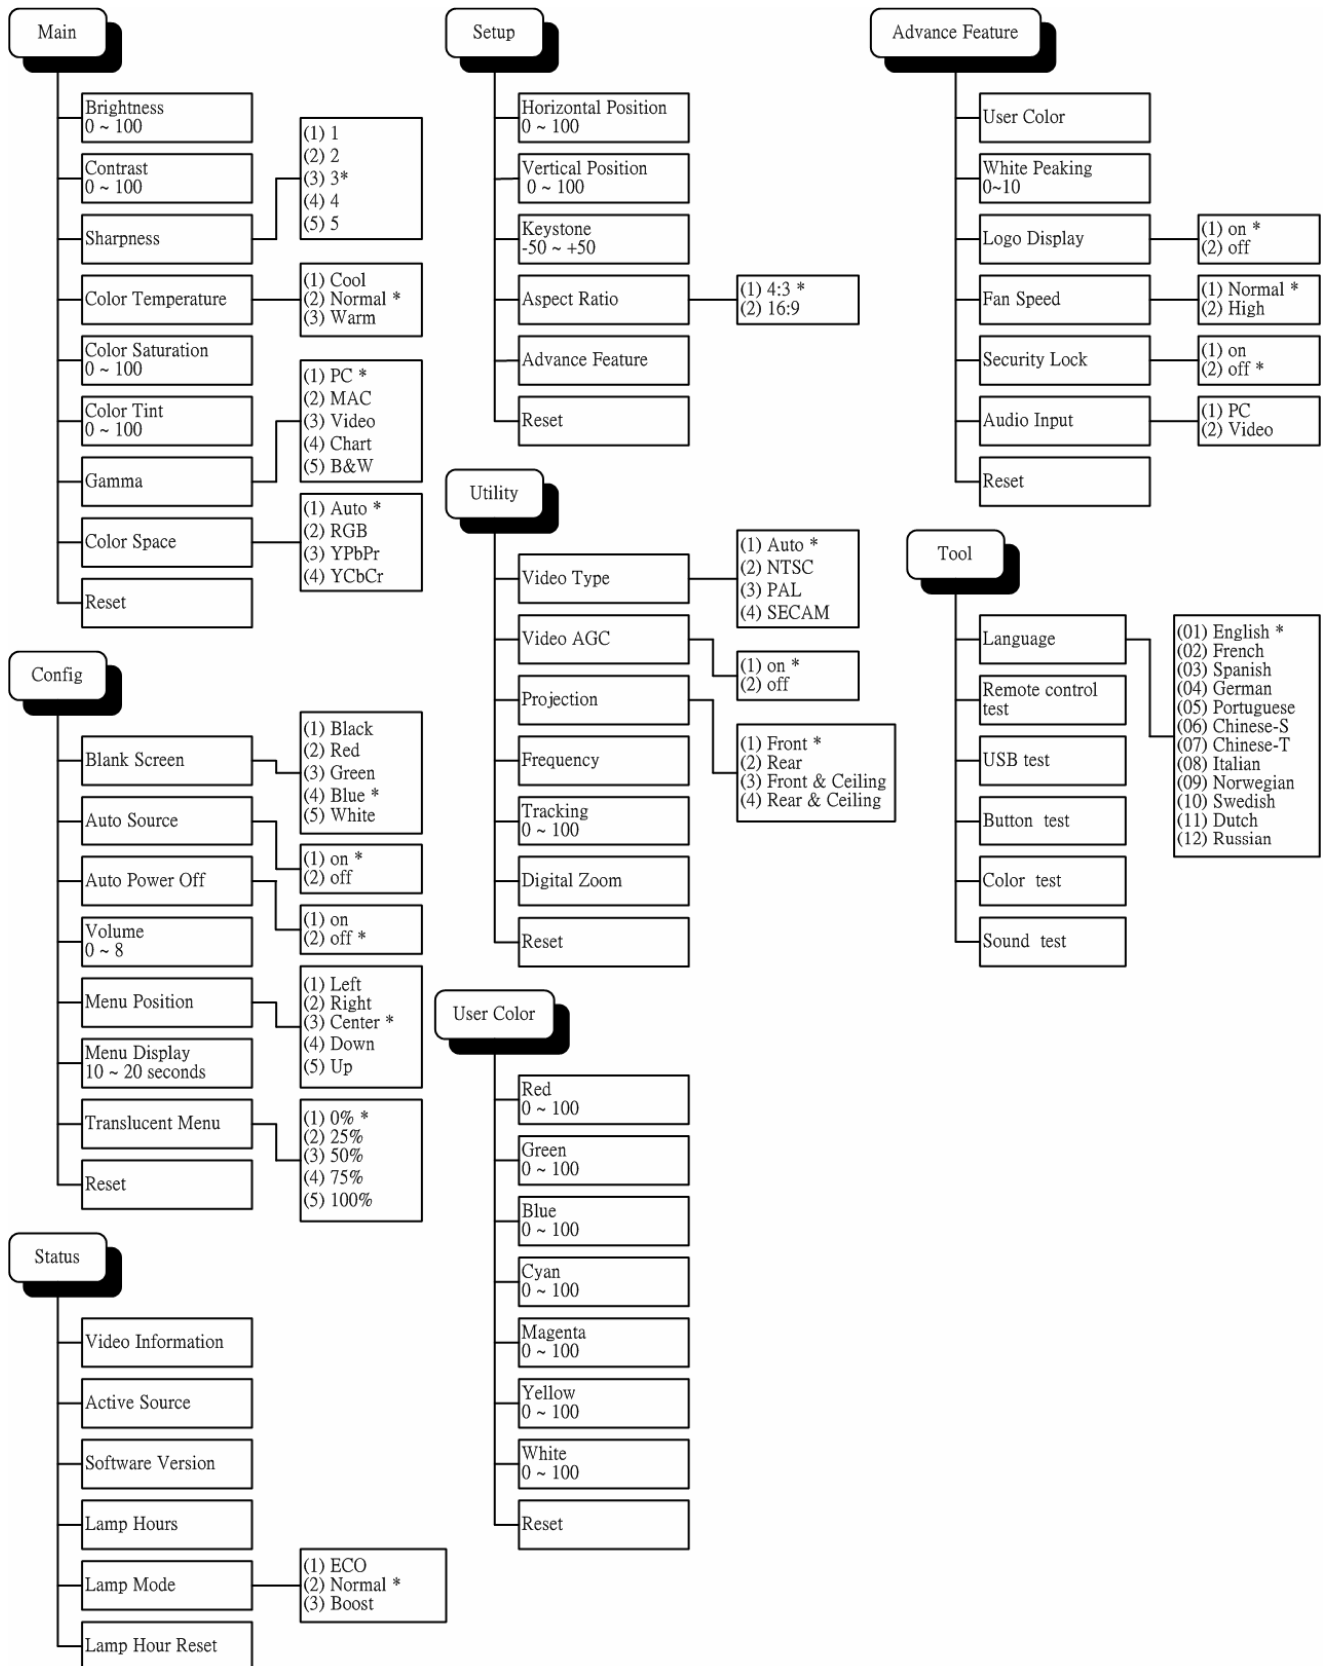 Main
Brightness
0 ~ 100
Contrast
0 ~ 100
Sharpness
(1) 1
(2) 2
(3) 3*
(4) 4
(5) 5
Color Temperature
(1) Cool
(2) Normal *
(3) Warm
Color Saturation
0 ~ 100
Color Tint
0 ~ 100
Gamma
(1) PC *
(2) MAC
(3) Video
(4) Chart
(5) B&W
Color Space
(1) Auto *
(2) RGB
(3) YPbPr
(4) YCbCr
Reset
Config
Blank Screen
(1) Black
(2) Red
(3) Green
(4) Blue *
(5) White
Auto Source
(1) on *
(2) off
Auto Power Off
(1) on
(2) off *
Volume
0 ~ 8
Menu Position
(1) Left
(2) Right
(3) Center *
(4) Down
(5) Up
Menu Display
10 ~ 20 seconds
Translucent Menu
(1) 0% *
(2) 25%
(3) 50%
(4) 75%
(5) 100%
Reset
Status
Video Information
Active Source
Software Version
Lamp Hours
Lamp Mode
(1) ECO
(2) Normal *
(3) Boost
Lamp Hour Reset
Setup
Horizontal Position
0 ~ 100
Vertical Position
0 ~ 100
Keystone
-50 ~ +50
Aspect Ratio
(1) 4:3 *
(2) 16:9
Advance Feature
Reset
Utility
Video Type
(1) Auto *
(2) NTSC
(3) PAL
(4) SECAM
Video AGC
(1) on *
(2) off
Projection
(1) Front *
(2) Rear
(3) Front & Ceiling
(4) Rear & Ceiling
Frequency
Tracking
0 ~ 100
Digital Zoom
Reset
User Color
Red
0 ~ 100
Green
0 ~ 100
Blue
0 ~ 100
Cyan
0 ~ 100
Magenta
0 ~ 100
Yellow
0 ~ 100
White
0 ~ 100
Reset
Advance Feature
User Color
White Peaking
0~10
Logo Display
(1) on *
(2) off
Fan Speed
(1) Normal *
(2) High
Security Lock
(1) on
(2) off *
Audio Input
(1) PC
(2) Video
Reset
Tool
Language
(01) English *
(02) French
(03) Spanish
(04) German
(05) Portuguese
(06) Chinese-S
(07) Chinese-T
(08) Italian
(09) Norwegian
(10) Swedish
(11) Dutch
(12) Russian
Remote control
test
USB test
Button test
Color test
Sound test